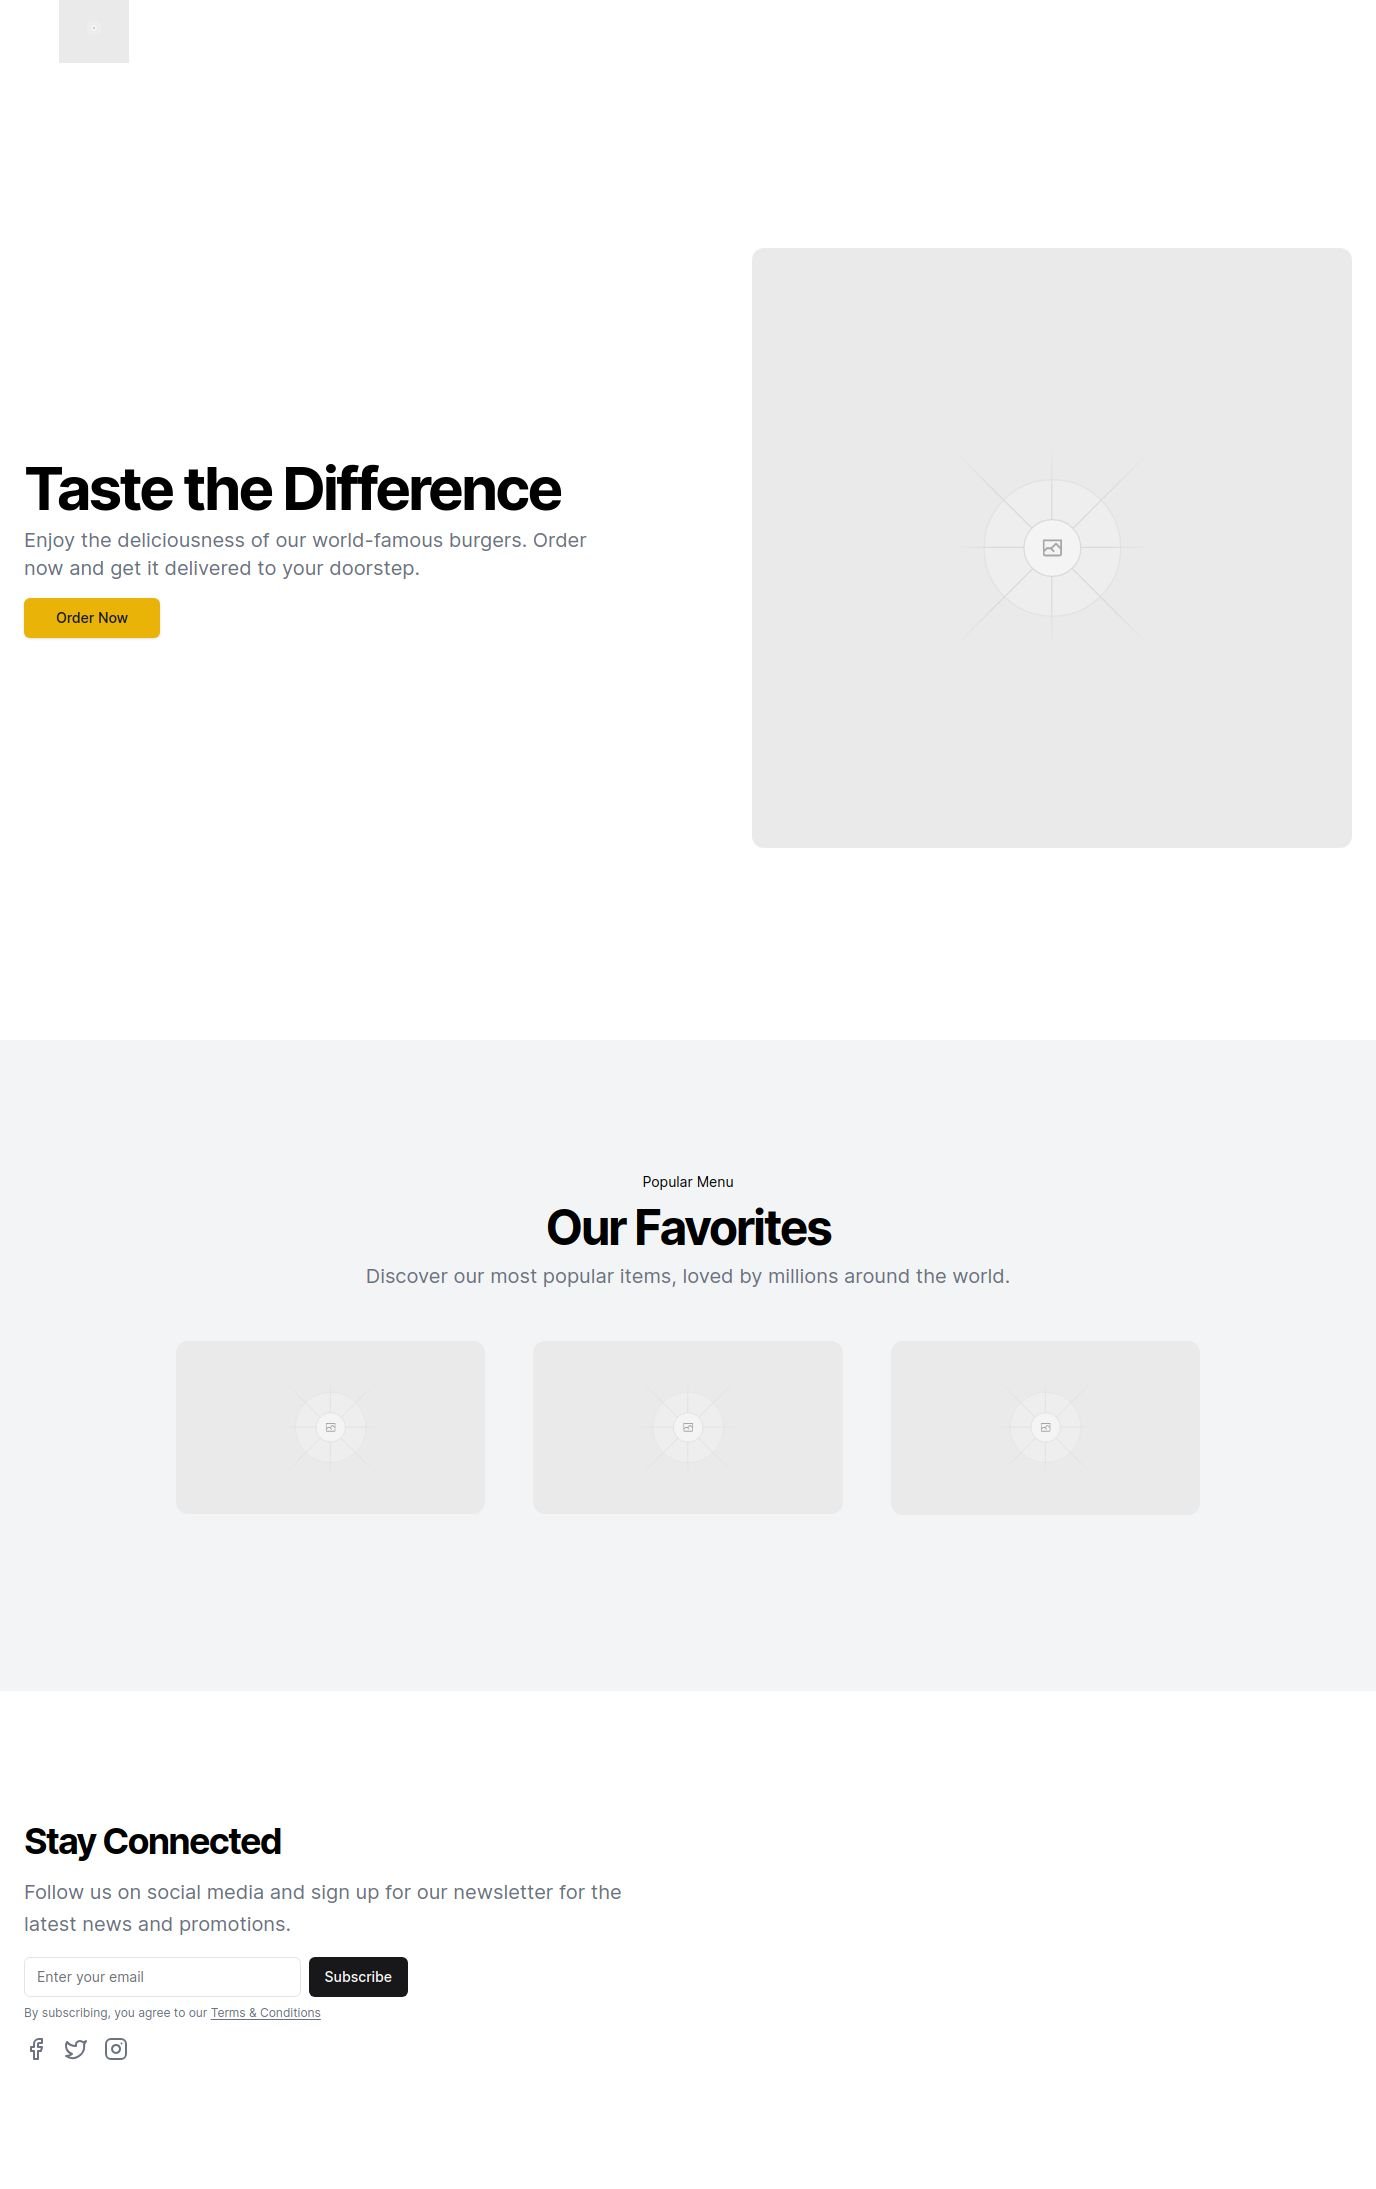 Taste the Difference
Enjoy the deliciousness of our world-famous burgers. Order
now and get it delivered to your doorstep.
Order Now
Popular Menu
Our Favorites
Discover our most popular items, loved by millions around the world.
Stay Connected
Follow us on social media and sign up for our newsletter for the
latest news and promotions.
Enter your email
Subscribe
By subscribing, you agree to our Terms & Conditions